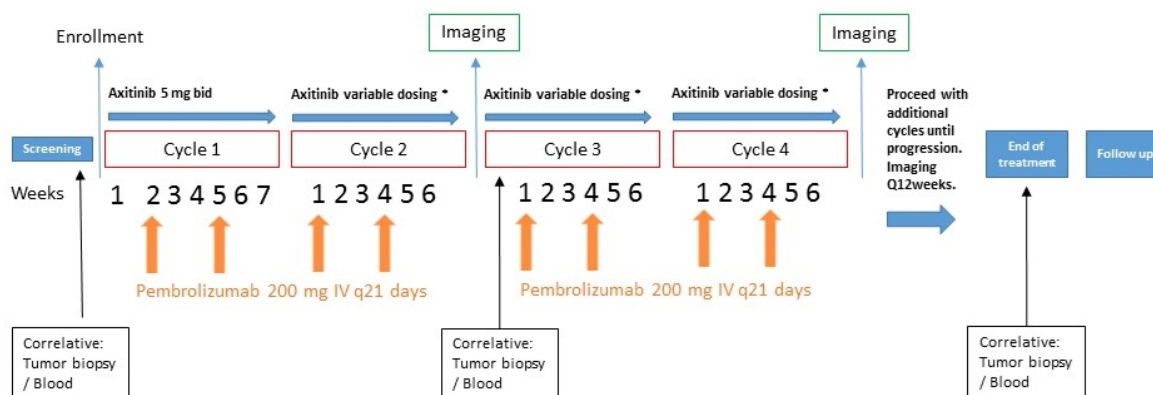 Enrollment
Imaging
Imaging
Axitinib 5 mg bid
Axitinib variable dosing *
Axitinib variable dosing *
Axitinib variable dosing *
Proceed with
additional
cycles until
progression.
Imaging
Q12weeks.
Screening
Cycle 1
Cycle 2
Cycle 3
Cycle 4
End of
treatment
Follow up
Weeks
1 2 3 4 5 6 7
1 2 3 4 5 6
1 2 3 4 5 6
1 2 3 4 5 6
Pembrolizumab 200 mg IV q21 days
Pembrolizumab 200 mg IV q21 days
Correlative:
Tumor biopsy
/ Blood
Correlative:
Tumor biopsy
/ Blood
Correlative:
Tumor biopsy
/ Blood